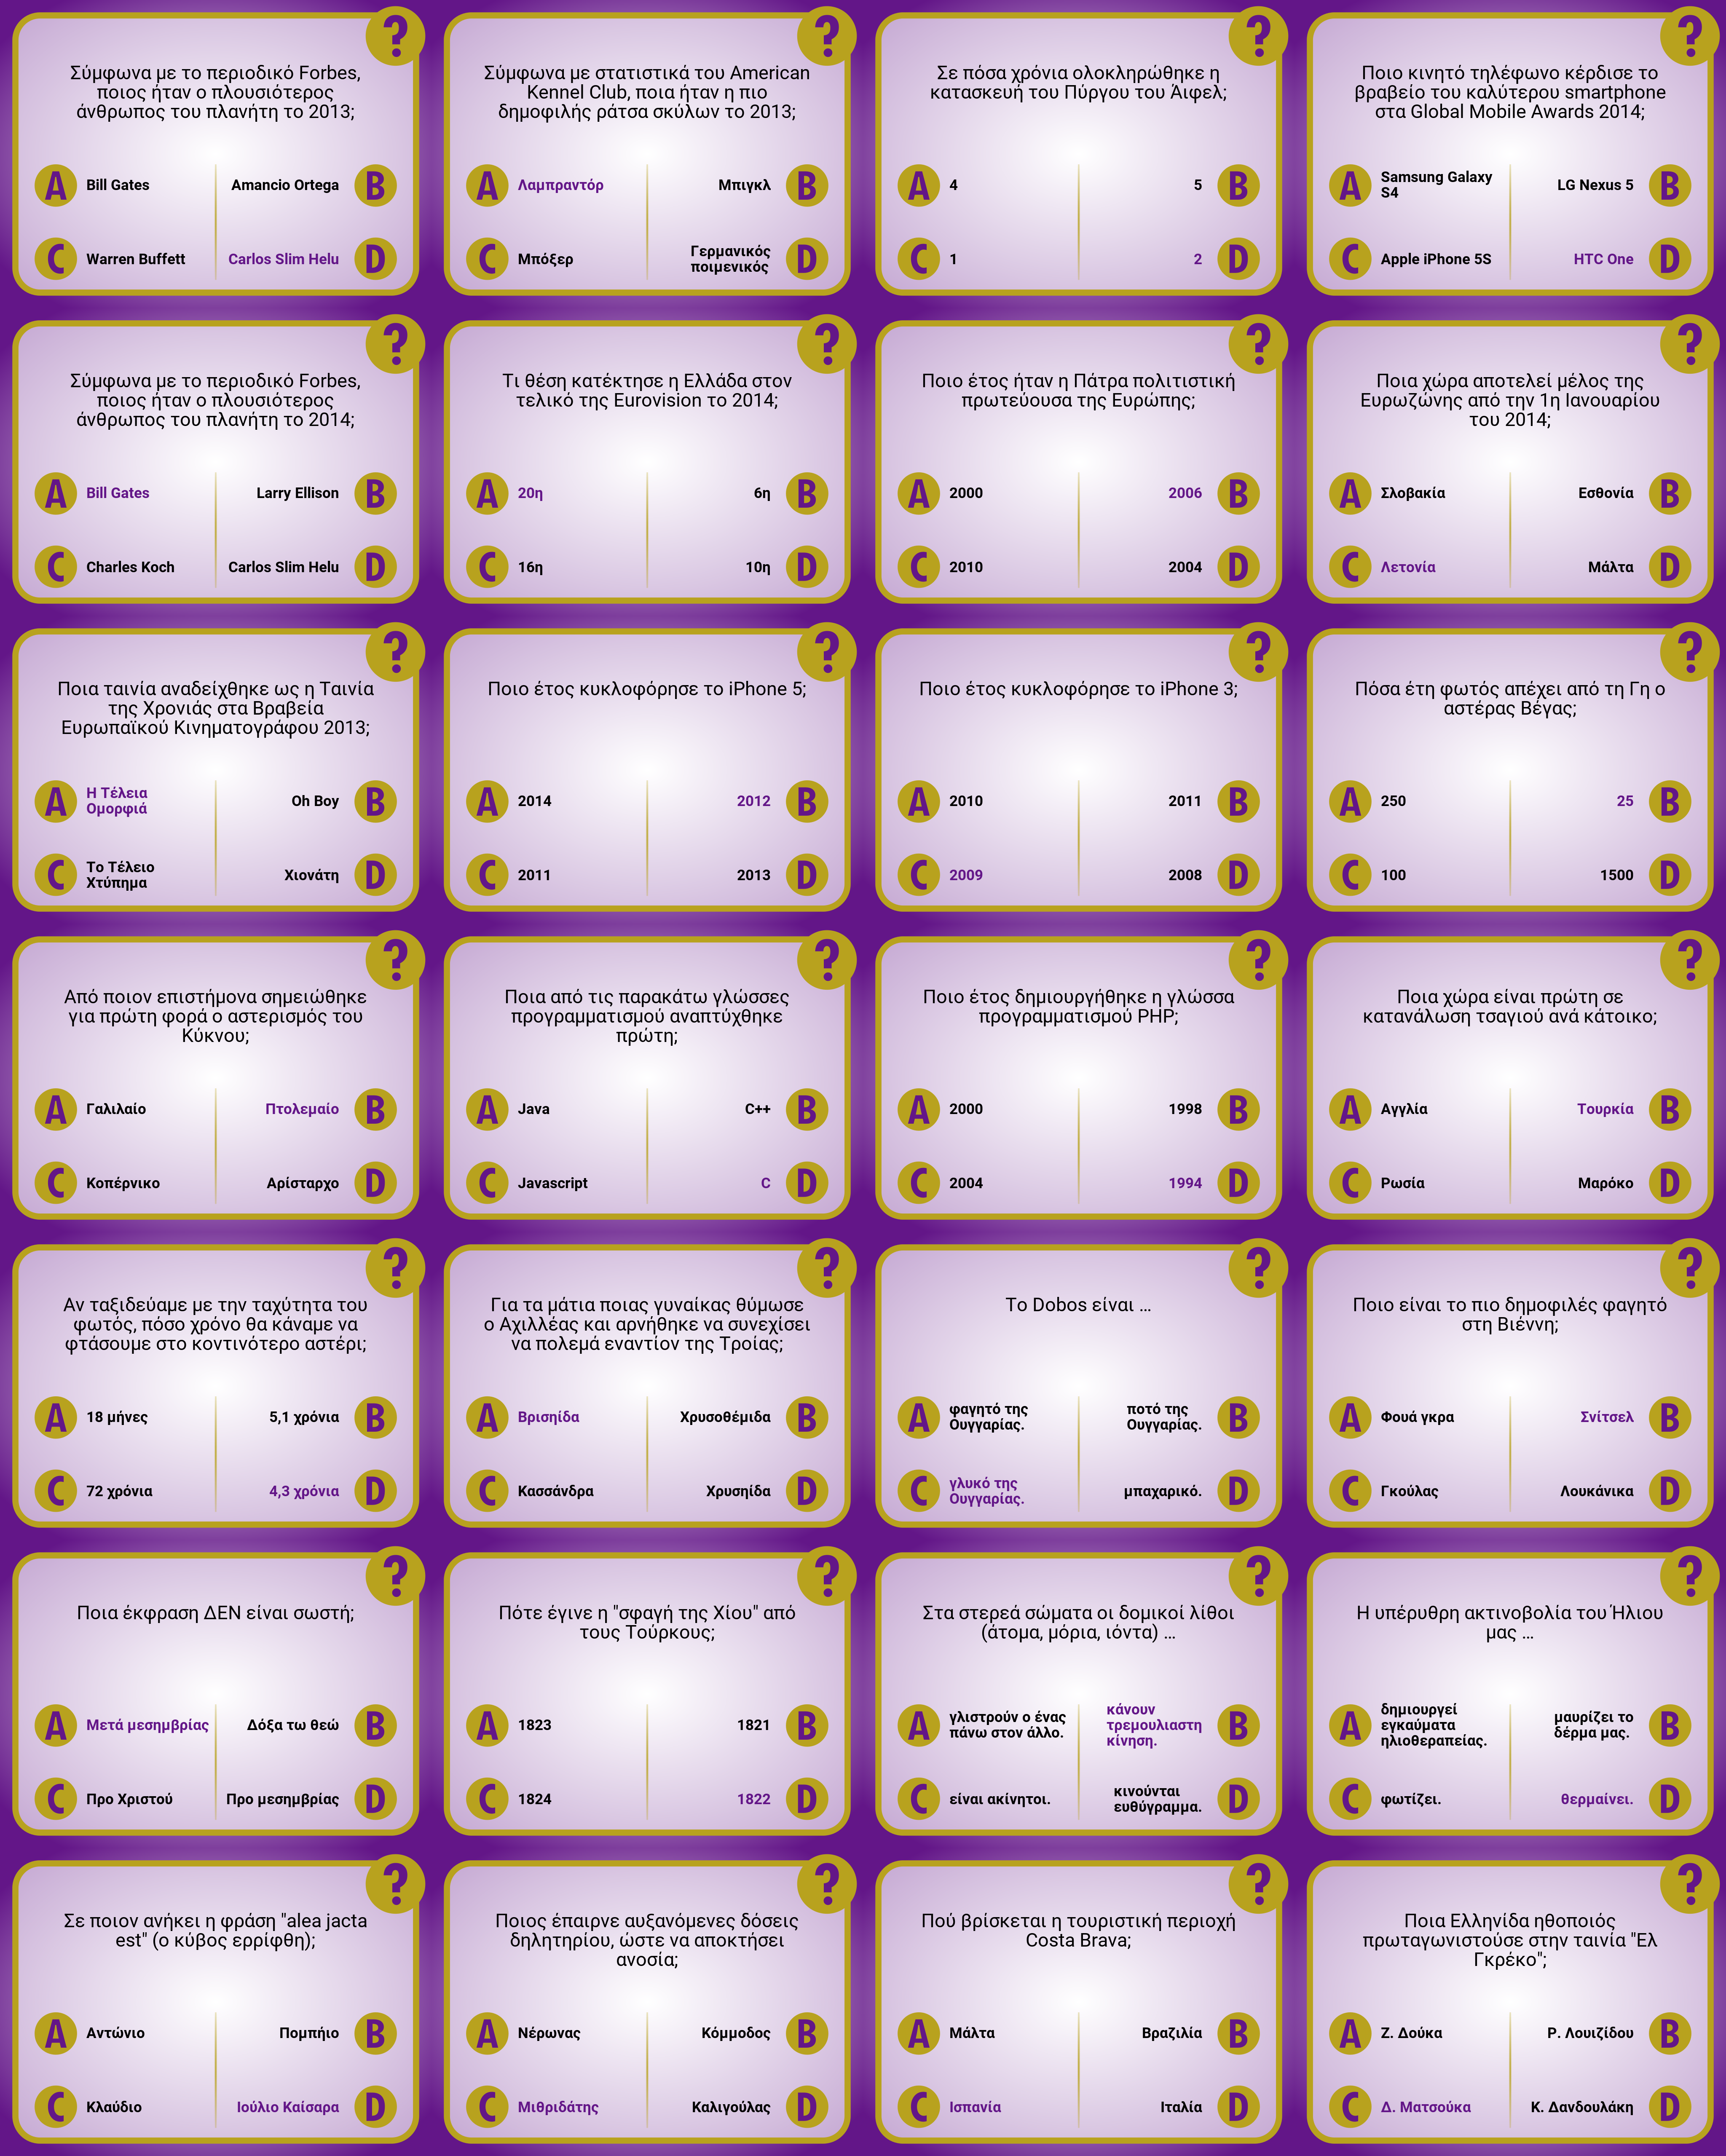 ?
Σύμφωνα με το περιοδικό Forbes,
ποιος ήταν ο πλουσιότερος
άνθρωπος του πλανήτη το 2013;
A Bill Gates
Amancio Ortega B
C Warren Buffett
Carlos Slim Helu D
?
Σύμφωνα με στατιστικά του American
Kennel Club, ποια ήταν η πιο
δημοφιλής ράτσα σκύλων το 2013;
A Λαμπραντόρ
Μπιγκλ B
C Μπόξερ
Γερμανικός
ποιμενικός D
?
Σε πόσα χρόνια ολοκληρώθηκε η
κατασκευή του Πύργου του Άιφελ;
A 4
5 B
C 1
2 D
?
Ποιο κινητό τηλέφωνο κέρδισε το
βραβείο του καλύτερου smartphone
στα Global Mobile Awards 2014;
A Samsung Galaxy
S4
LG Nexus 5 B
C Apple iPhone 5S
HTC One D
?
Σύμφωνα με το περιοδικό Forbes,
ποιος ήταν ο πλουσιότερος
άνθρωπος του πλανήτη το 2014;
A Bill Gates
Larry Ellison B
C Charles Koch
Carlos Slim Helu D
?
Τι θέση κατέκτησε η Ελλάδα στον
τελικό της Eurovision το 2014;
A 20η
6η B
C 16η
10η D
?
Ποιο έτος ήταν η Πάτρα πολιτιστική
πρωτεύουσα της Ευρώπης;
A 2000
2006 B
C 2010
2004 D
?
Ποια χώρα αποτελεί μέλος της
Ευρωζώνης από την 1η Ιανουαρίου
του 2014;
A Σλοβακία
Εσθονία B
C Λετονία
Μάλτα D
?
Ποια ταινία αναδείχθηκε ως η Ταινία
της Χρονιάς στα Βραβεία
Ευρωπαϊκού Κινηματογράφου 2013;
A Η Τέλεια
Ομορφιά
Oh Boy B
C Το Τέλειο
Χτύπημα
Χιονάτη D
?
Ποιο έτος κυκλοφόρησε το iPhone 5;
A 2014
2012 B
C 2011
2013 D
?
Ποιο έτος κυκλοφόρησε το iPhone 3;
A 2010
2011 B
C 2009
2008 D
?
Πόσα έτη φωτός απέχει από τη Γη ο
αστέρας Βέγας;
A 250
25 B
C 100
1500 D
?
Από ποιον επιστήμονα σημειώθηκε
για πρώτη φορά ο αστερισμός του
Κύκνου;
A Γαλιλαίο
Πτολεμαίο B
C Κοπέρνικο
Αρίσταρχο D
?
Ποια από τις παρακάτω γλώσσες
προγραμματισμού αναπτύχθηκε
πρώτη;
A Java
C++ B
C Javascript
C D
?
Ποιο έτος δημιουργήθηκε η γλώσσα
προγραμματισμού PHP;
A 2000
1998 B
C 2004
1994 D
?
Ποια χώρα είναι πρώτη σε
κατανάλωση τσαγιού ανά κάτοικο;
A Αγγλία
Τουρκία B
C Ρωσία
Μαρόκο D
?
Αν ταξιδεύαμε με την ταχύτητα του
φωτός, πόσο χρόνο θα κάναμε να
φτάσουμε στο κοντινότερο αστέρι;
A 18 μήνες
5,1 χρόνια B
C 72 χρόνια
4,3 χρόνια D
?
Για τα μάτια ποιας γυναίκας θύμωσε
ο Αχιλλέας και αρνήθηκε να συνεχίσει
να πολεμά εναντίον της Τροίας;
A Βρισηίδα
Χρυσοθέμιδα B
C Κασσάνδρα
Χρυσηίδα D
?
Το Dobos είναι ...
A φαγητό της
Ουγγαρίας.
ποτό της
Ουγγαρίας. B
C γλυκό της
Ουγγαρίας.
μπαχαρικό. D
?
Ποιο είναι το πιο δημοφιλές φαγητό
στη Βιέννη;
A Φουά γκρα
Σνίτσελ B
C Γκούλας
Λουκάνικα D
?
Ποια έκφραση ΔΕΝ είναι σωστή;
A Μετά μεσημβρίας
Δόξα τω θεώ B
C Προ Χριστού
Προ μεσημβρίας D
?
Πότε έγινε η "σφαγή της Χίου" από
τους Τούρκους;
A 1823
1821 B
C 1824
1822 D
?
Στα στερεά σώματα οι δομικοί λίθοι
(άτομα, μόρια, ιόντα) ...
A γλιστρούν ο ένας
πάνω στον άλλο.
κάνουν
τρεμουλιαστη
κίνηση. B
C είναι ακίνητοι.
κινούνται
ευθύγραμμα. D
?
Η υπέρυθρη ακτινοβολία του Ήλιου
μας ...
A δημιουργεί
εγκαύματα
ηλιοθεραπείας.
μαυρίζει το
δέρμα μας. B
C φωτίζει.
θερμαίνει. D
?
Σε ποιον ανήκει η φράση "alea jacta
est" (ο κύβος ερρίφθη);
A Αντώνιο
Πομπήιο B
C Κλαύδιο
Ιούλιο Καίσαρα D
?
Ποιος έπαιρνε αυξανόμενες δόσεις
δηλητηρίου, ώστε να αποκτήσει
ανοσία;
A Νέρωνας
Κόμμοδος B
C Μιθριδάτης
Καλιγούλας D
?
Πού βρίσκεται η τουριστική περιοχή
Costa Brava;
A Μάλτα
Βραζιλία B
C Ισπανία
Ιταλία D
?
Ποια Ελληνίδα ηθοποιός
πρωταγωνιστούσε στην ταινία "Ελ
Γκρέκο";
A Ζ. Δούκα
Ρ. Λουιζίδου B
C Δ. Ματσούκα
Κ. Δανδουλάκη D